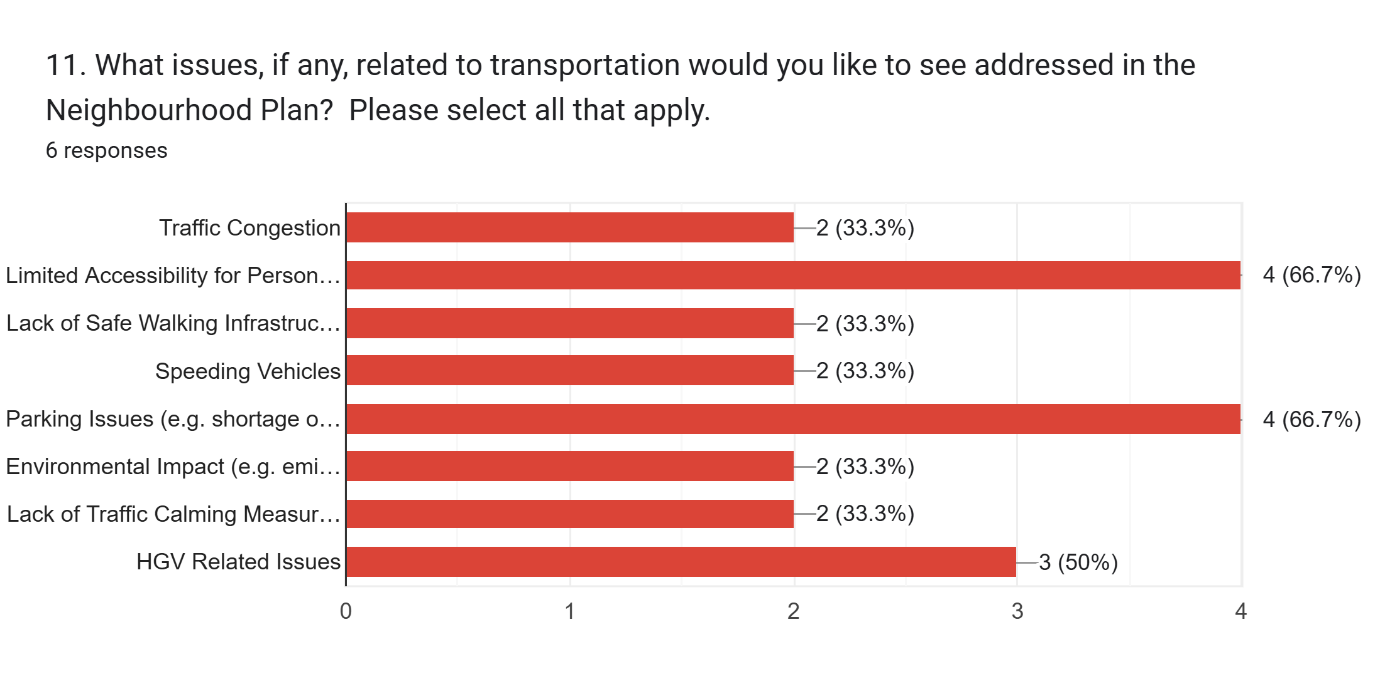 11. What issues, if any, related to transportation would you like to see addressed in the
Neighbourhood Plan?  Please select all that apply.
6 responses
Traffic Congestion
2 (33.3%)
Limited Accessibility for Person…
4 (66.7%)
Lack of Safe Walking Infrastruc…
2 (33.3%)
Speeding Vehicles
2 (33.3%)
Parking Issues (e.g. shortage o…
4 (66.7%)
Environmental Impact (e.g. emi…
2 (33.3%)
Lack of Traffic Calming Measur…
2 (33.3%)
HGV Related Issues
3 (50%)
0 1 2 3 4